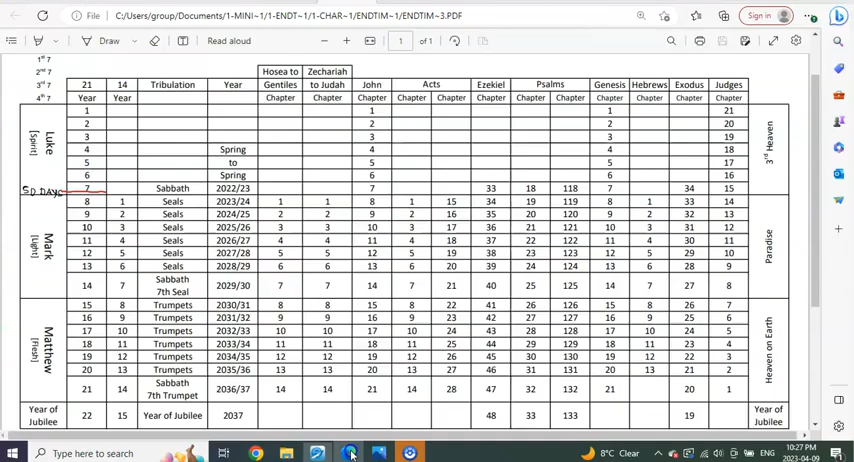 File C:/Users/group/Documents/1-MINI~1/1-ENDT~1/1-CHAR~1/ENDTIM~1/ENDTIM~3.PDF
Sign in
Draw Read aloud 1 of 1
1st 7
2nd 7 Hosea to Zechariah
3rd 7 21 14 Tribulation Year Gentiles to Judah John Acts Ezekiel Psalms Genesis Hebrews Exodus Judges
4th 7 Year Year Chapter Chapter Chapter Chapter Chapter Chapter Chapter Chapter Chapter Chapter Chapter Chapter
1 1 1 21
2 2 2 20
3 3 3 19
4 Spring 4 4 18
5 to 5 5 17
6 Spring 6 6 16
7 Sabbath 2022/23 7 33 18 118 7 34 15
8 1 Seals 2023/24 1 1 8 1 15 34 19 119 8 1 33 14
9 2 Seals 2024/25 2 2 9 2 16 35 20 120 9 2 32 13
10 3 Seals 2025/26 3 3 10 3 17 36 21 121 10 3 31 12
11 4 Seals 2026/27 4 4 11 4 18 37 22 122 11 4 30 11
12 5 Seals 2027/28 5 5 12 5 19 38 23 123 12 5 29 10
13 6 Seals 2028/29 6 6 13 6 20 39 24 124 13 6 28 9
14 7 Sabbath 7th Seal 2029/30 7 7 14 7 21 40 25 125 14 7 27 8
15 8 Trumpets 2030/31 8 8 15 8 22 41 26 126 15 8 26 7
16 9 Trumpets 2031/32 9 9 16 9 23 42 27 127 16 9 25 6
17 10 Trumpets 2032/33 10 10 17 10 24 43 28 128 17 10 24 5
18 11 Trumpets 2033/34 11 11 18 11 25 44 29 129 18 11 23 4
19 12 Trumpets 2034/35 12 12 19 12 26 45 30 130 19 12 22 3
20 13 Trumpets 2035/36 13 13 20 13 27 46 31 131 20 13 21 2
21 14 Sabbath 7th Trumpet 2036/37 14 14 21 14 28 47 32 132 21 20 1
Year of Jubilee 22 15 Year of Jubilee 2037 48 33 133 19 Year of Jubilee
Luke
[Spirit]
50 DAYS
Mark
[Light]
Matthew
[Flesh]
3rd Heaven
Paradise
Heaven on Earth
Type here to search
8°C Clear
ENG
10:27 PM
2023-04-09